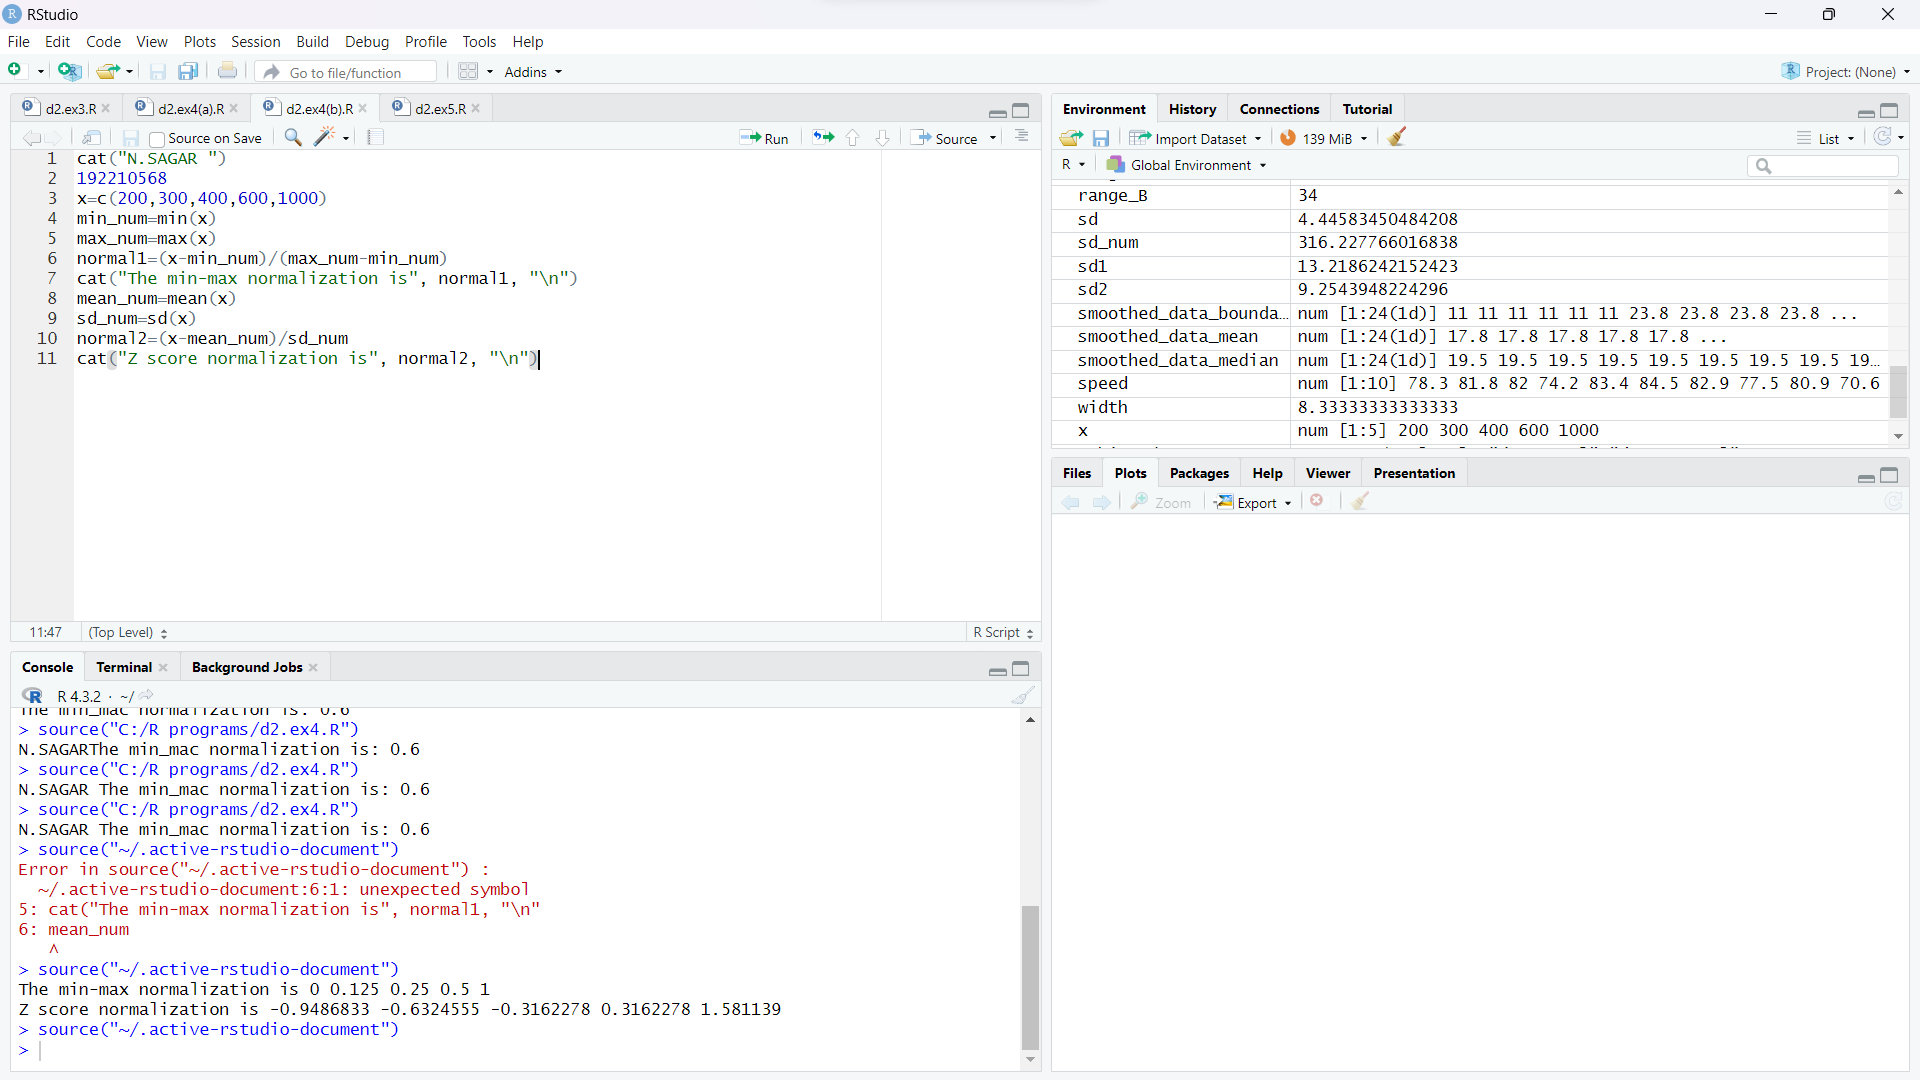 RStudio
File Edit Code View Plots Session Build Debug Profile Tools Help
Go to file/function Addins Project: (None)
d2.ex3.R d2.ex4(a).R d2.ex4(b).R d2.ex5.R
Source on Save Run Source
1 cat("N.SAGAR ")
2 192210568
3 x=c(200,300,400,600,1000)
4 min_num=min(x)
5 max_num=max(x)
6 normal1=(x-min_num)/(max_num-min_num)
7 cat("The min-max normalization is", normal1, "\n")
8 mean_num=mean(x)
9 sd_num=sd(x)
10 normal2=(x-mean_num)/sd_num
11 cat("Z score normalization is", normal2, "\n")
11:47 (Top Level) R Script
Console Terminal Background Jobs
R 4.3.2 · ~/
The min_mac normalization is: 0.6
> source("C:/R programs/d2.ex4.R")
N.SAGARThe min_mac normalization is: 0.6
> source("C:/R programs/d2.ex4.R")
N.SAGAR The min_mac normalization is: 0.6
> source("C:/R programs/d2.ex4.R")
N.SAGAR The min_mac normalization is: 0.6
> source("~/.active-rstudio-document")
Error in source("~/.active-rstudio-document") :
~/.active-rstudio-document:6:1: unexpected symbol
5: cat("The min-max normalization is", normal1, "\n"
6: mean_num
^
> source("~/.active-rstudio-document")
The min-max normalization is 0 0.125 0.25 0.5 1
Z score normalization is -0.9486833 -0.6324555 -0.3162278 0.3162278 1.581139
> source("~/.active-rstudio-document")
>
Environment History Connections Tutorial
Import Dataset 139 MiB List
R Global Environment
range_B 34
sd 4.44583450484208
sd_num 316.227766016838
sd1 13.2186242152423
sd2 9.2543948224296
smoothed_data_bounda… num [1:24(1d)] 11 11 11 11 11 11 23.8 23.8 23.8 23.8 ...
smoothed_data_mean num [1:24(1d)] 17.8 17.8 17.8 17.8 17.8 ...
smoothed_data_median num [1:24(1d)] 19.5 19.5 19.5 19.5 19.5 19.5 19.5 19.5 19…
speed num [1:10] 78.3 81.8 82 74.2 83.4 84.5 82.9 77.5 80.9 70.6
width 8.33333333333333
x num [1:5] 200 300 400 600 1000
Files Plots Packages Help Viewer Presentation
Zoom Export